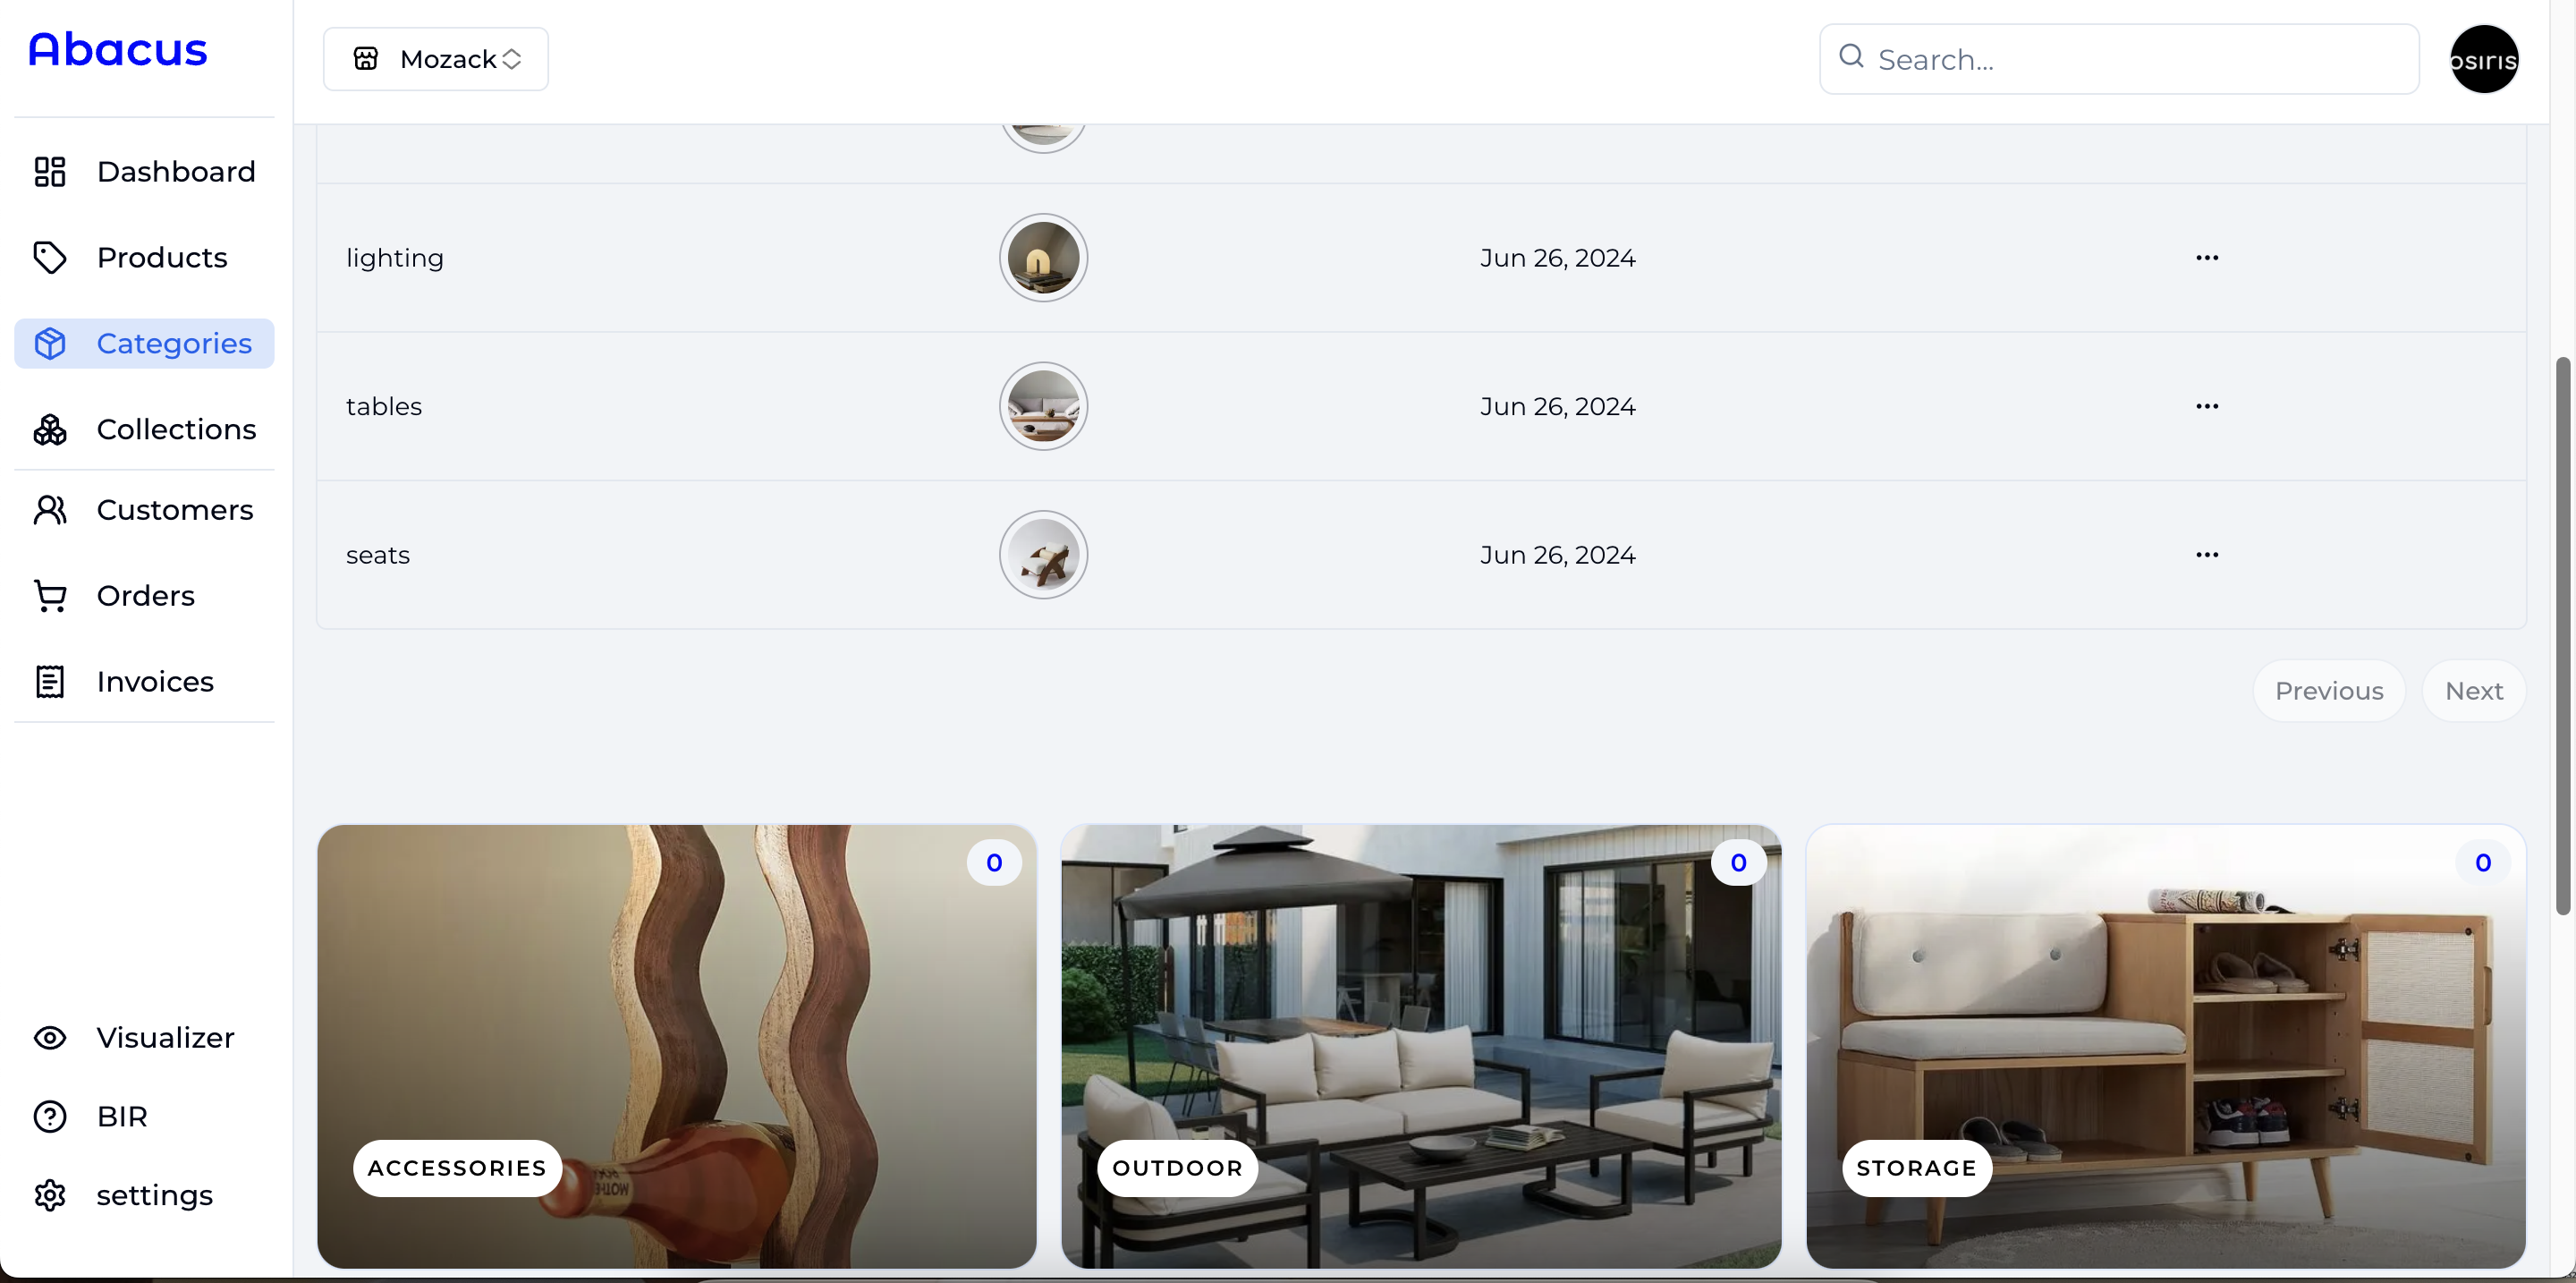 Abacus
Mozack
Search...
osiris
Dashboard
Products
Categories
Collections
Customers
Orders
Invoices
Visualizer
BIR
settings
lighting
Jun 26, 2024
tables
Jun 26, 2024
seats
Jun 26, 2024
Previous
Next
0
0
0
ACCESSORIES
OUTDOOR
STORAGE